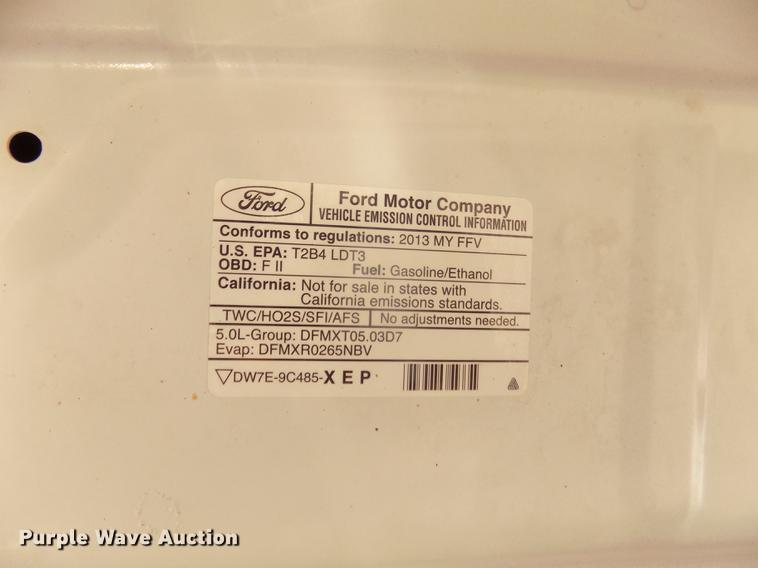 Ford
Ford Motor Company
VEHICLE EMISSION CONTROL INFORMATION
Conforms to regulations: 2013 MY FFV
U.S. EPA: T2B4 LDT3
OBD: F II Fuel: Gasoline/Ethanol
California: Not for sale in states with
California emissions standards.
TWC/HO2S/SFI/AFS No adjustments needed.
5.0L-Group: DFMXT05.03D7
Evap: DFMXR0265NBV
DW7E-9C485-X E P
Purple Wave Auction